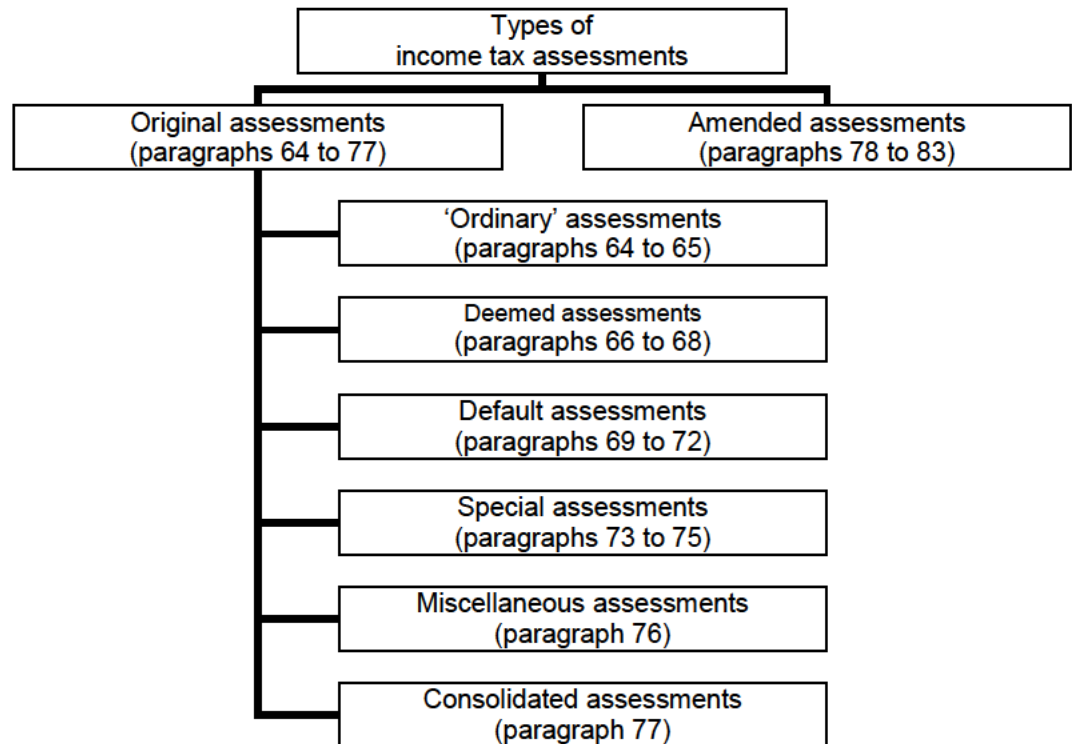 Types of
income tax assessments
Original assessments
(paragraphs 64 to 77)
Amended assessments
(paragraphs 78 to 83)
‘Ordinary’ assessments
(paragraphs 64 to 65)
Deemed assessments
(paragraphs 66 to 68)
Default assessments
(paragraphs 69 to 72)
Special assessments
(paragraphs 73 to 75)
Miscellaneous assessments
(paragraph 76)
Consolidated assessments
(paragraph 77)